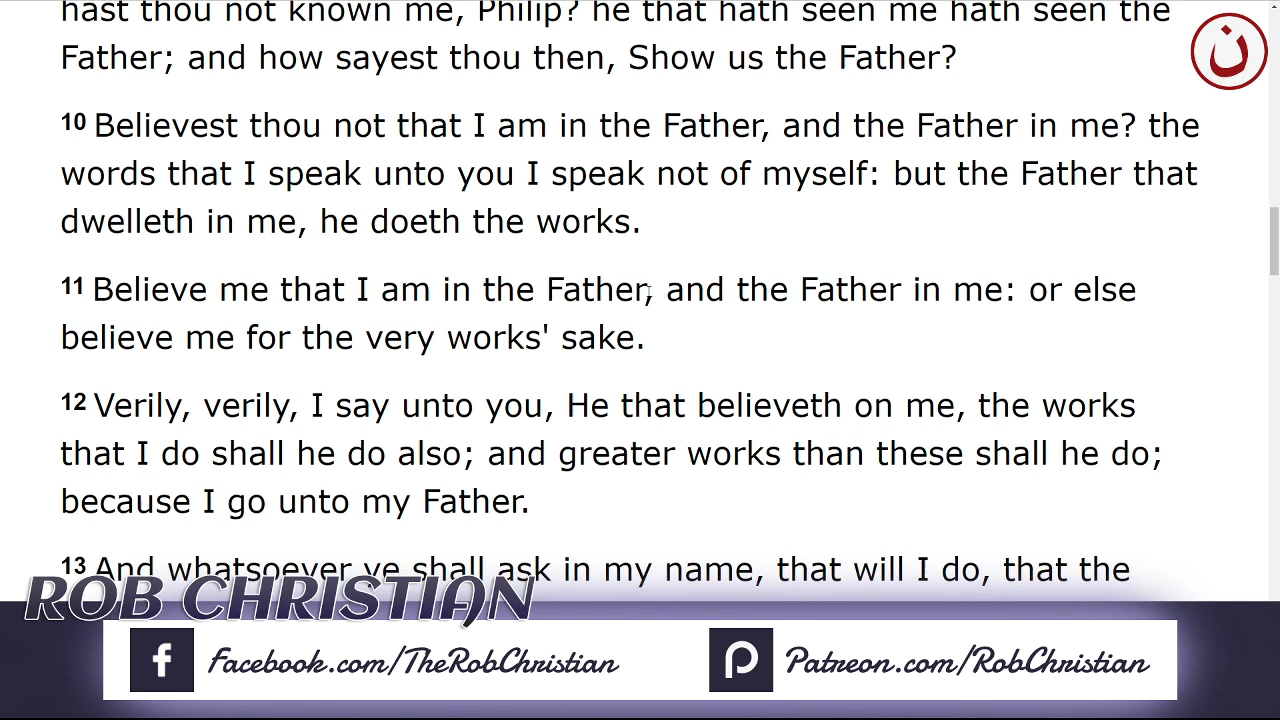 hast thou not known me, Philip? he that hath seen me hath seen the
Father; and how sayest thou then, Show us the Father?
ن
10 Believest thou not that I am in the Father, and the Father in me? the
words that I speak unto you I speak not of myself: but the Father that
dwelleth in me, he doeth the works.
11 Believe me that I am in the Father, and the Father in me: or else
believe me for the very works' sake.
12 Verily, verily, I say unto you, He that believeth on me, the works
that I do shall he do also; and greater works than these shall he do;
because I go unto my Father.
13 And whatsoever ye shall ask in my name, that will I do, that the
ROB CHRISTIAN
Facebook.com/TheRobChristian
Patreon.com/RobChristian